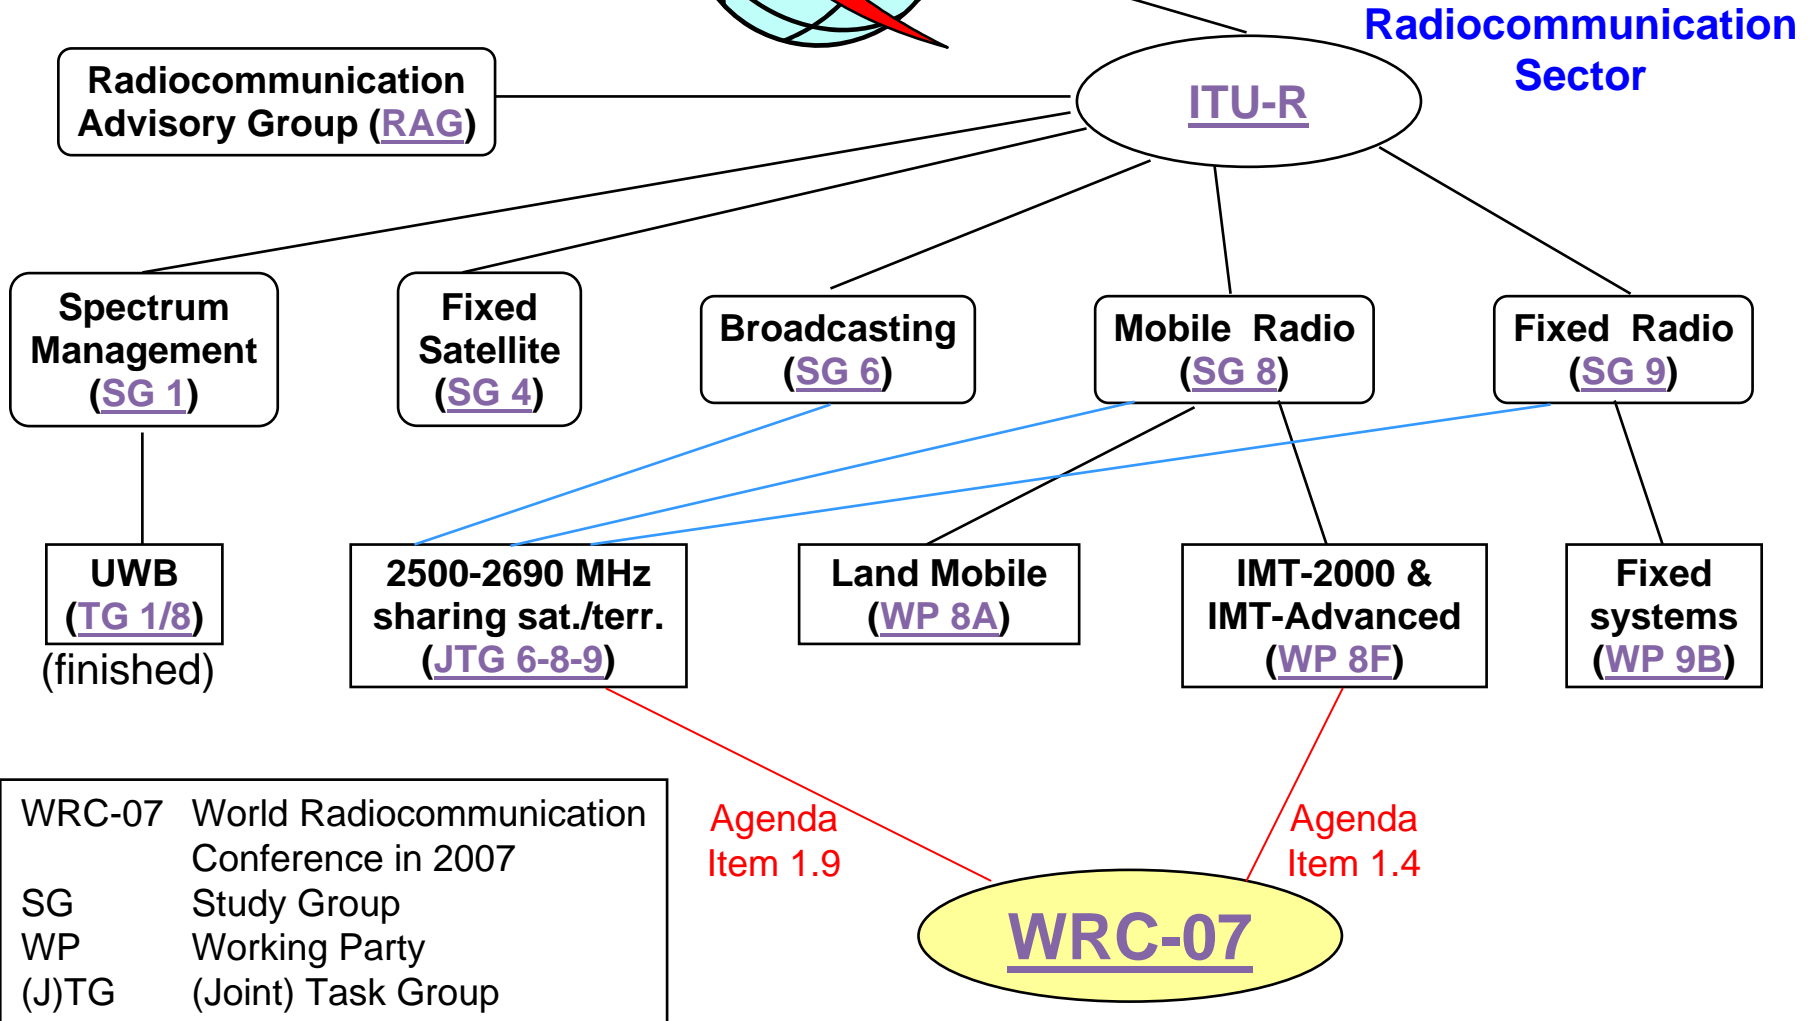 Radiocommunication
Sector
Radiocommunication
Advisory Group (RAG)
ITU-R
Spectrum
Management
(SG 1)
Fixed
Satellite
(SG 4)
Broadcasting
(SG 6)
Mobile Radio
(SG 8)
Fixed Radio
(SG 9)
UWB
(TG 1/8)
(finished)
2500-2690 MHz
sharing sat./terr.
(JTG 6-8-9)
Land Mobile
(WP 8A)
IMT-2000 &
IMT-Advanced
(WP 8F)
Fixed
systems
(WP 9B)
Agenda
Item 1.9
Agenda
Item 1.4
WRC-07
WRC-07 World Radiocommunication
Conference in 2007
SG Study Group
WP Working Party
(J)TG (Joint) Task Group